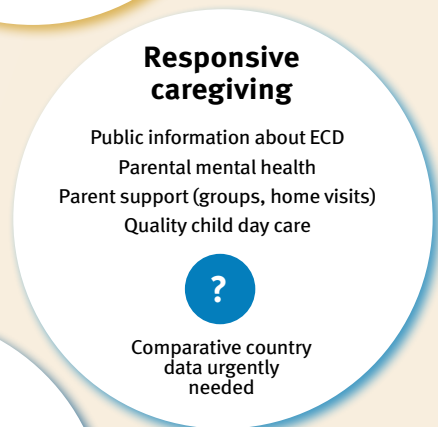 Responsive
caregiving
Public information about ECD
Parental mental health
Parent support (groups, home visits)
Quality child day care
?
Comparative country
data urgently
needed